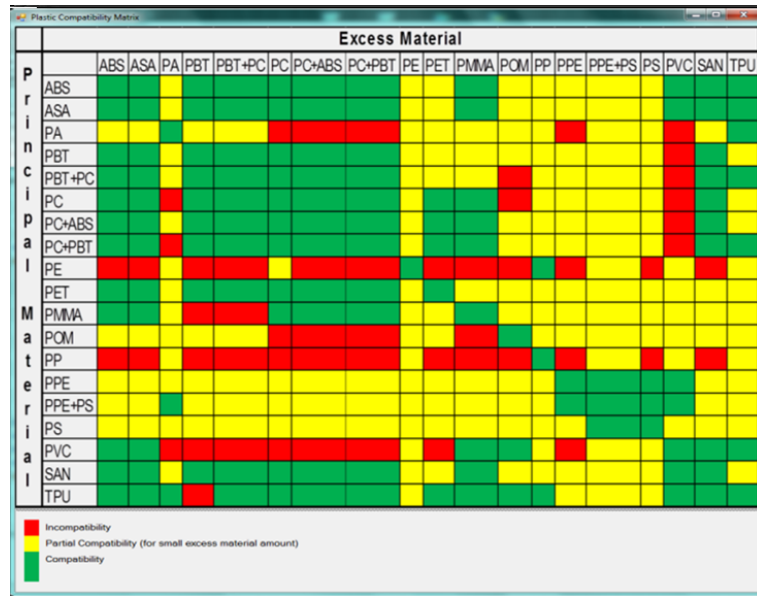 Plastic Compatibility Matrix
Excess Material
ABS ASA PA PBT PBT+PC PC PC+ABS PC+PBT PE PET PMMA POM PP PPE PPE+PS PS PVC SAN TPU
Principal Material
ABS
ASA
PA
PBT
PBT+PC
PC
PC+ABS
PC+PBT
PE
PET
PMMA
POM
PP
PPE
PPE+PS
PS
PVC
SAN
TPU
Incompatibility
Partial Compatibility (for small excess material amount)
Compatibility